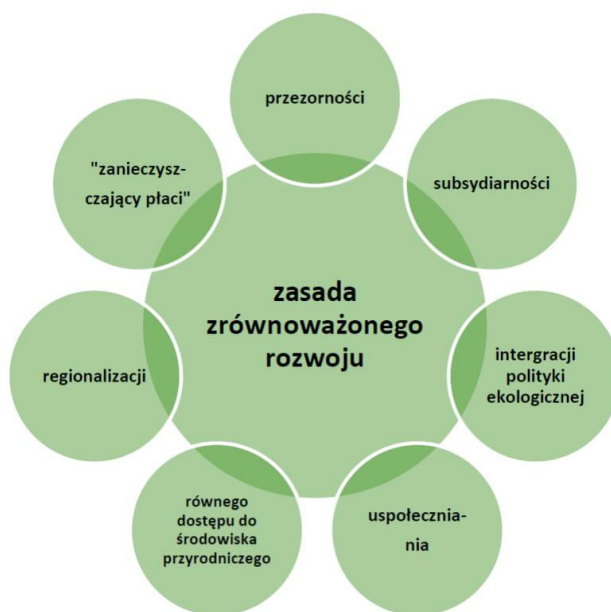 przezorności
subsydiarności
intergracji
polityki
ekologicznej
uspołecznia-
nia
równego
dostępu do
środowiska
przyrodniczego
regionalizacji
"zanieczysz-
czający płaci"
zasada
zrównoważonego
rozwoju